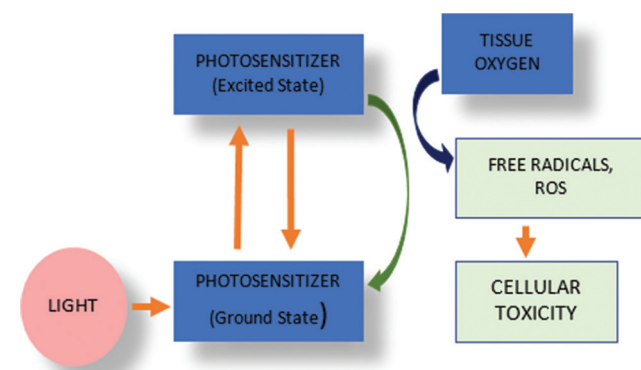 PHOTOSENSITIZER
(Excited State)
TISSUE
OXYGEN
FREE RADICALS,
ROS
LIGHT
PHOTOSENSITIZER
(Ground State)
CELLULAR
TOXICITY